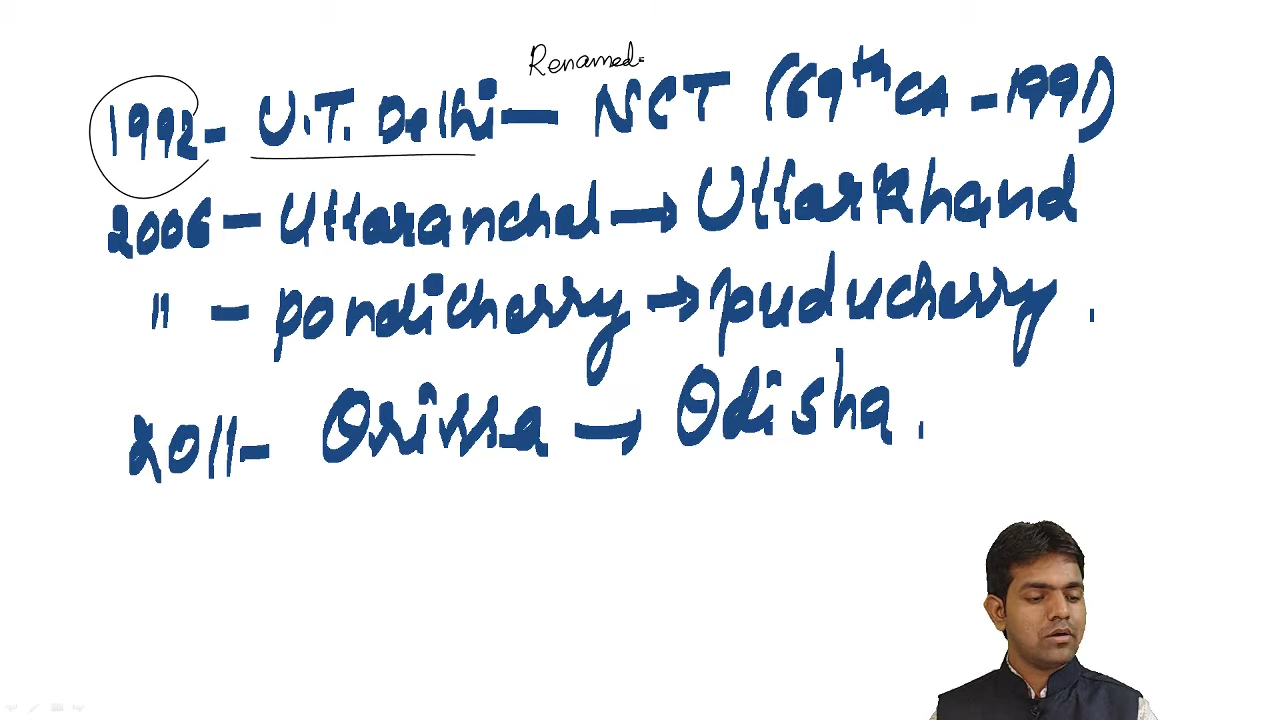 Renamed.
1992- U.T. Delhi — NCT (69th CA - 1991)
2006 - Uttaranchal → Uttarkhand
" - pondicherry → puducherry.
2011- Orissa → Odisha.